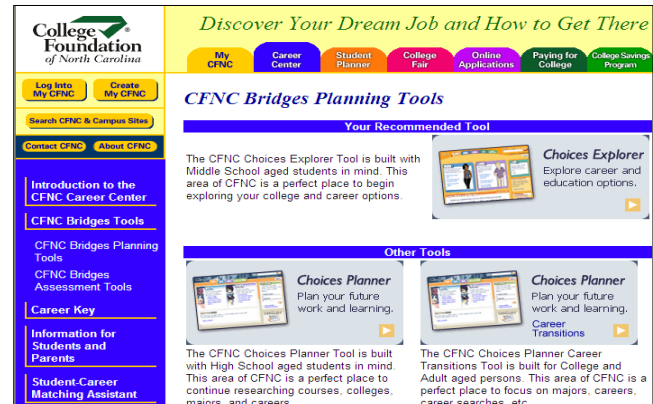 College
Foundation
of North Carolina
Discover Your Dream Job and How to Get There
My
CFNC
Career
Center
Student
Planner
College
Fair
Online
Applications
Paying for
College
College Savings
Program
Log Into
My CFNC
Create
My CFNC
Search CFNC & Campus Sites
Contact CFNC
About CFNC
Introduction to the
CFNC Career Center
CFNC Bridges Tools
CFNC Bridges Planning
Tools
CFNC Bridges
Assessment Tools
Career Key
Information for
Students and
Parents
Student-Career
Matching Assistant
CFNC Bridges Planning Tools
Your Recommended Tool
The CFNC Choices Explorer Tool is built with
Middle School aged students in mind. This
area of CFNC is a perfect place to begin
exploring your college and career options.
Choices Explorer
Explore career and
education options.
Other Tools
Choices Planner
Plan your future
work and learning.
The CFNC Choices Planner Tool is built
with High School aged students in mind.
This area of CFNC is a perfect place to
continue researching courses, colleges,
majors, and careers.
Choices Planner
Plan your future
work and learning.
Career
Transitions
The CFNC Choices Planner Career
Transitions Tool is built for College and
Adult aged persons. This area of CFNC is a
perfect place to focus on majors, careers,
career searches, etc.